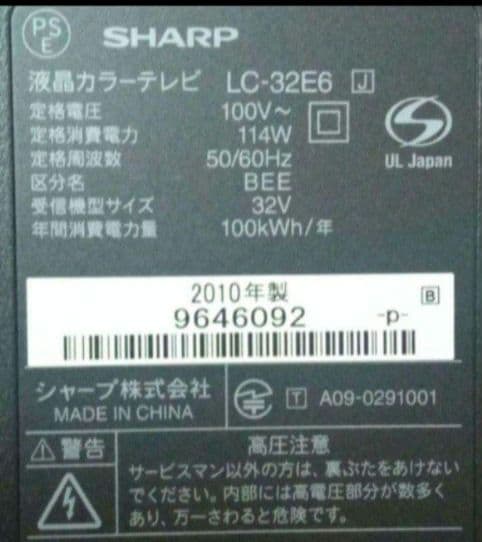 PS
E
SHARP
液晶カラーテレビ LC-32E6 J
定格電圧 100V～
定格消費電力 114W
定格周波数 50/60Hz
区分名 BEE
受信機型サイズ 32V
年間消費電力量 100kWh/年
UL Japan
2010年製 B
9646092 -p-
シャープ株式会社
MADE IN CHINA
T A09-0291001
警告
高圧注意
サービスマン以外の方は、裏ぶたをあけない
でください。内部には高電圧部分が数多く
あり、万一さわると危険です。